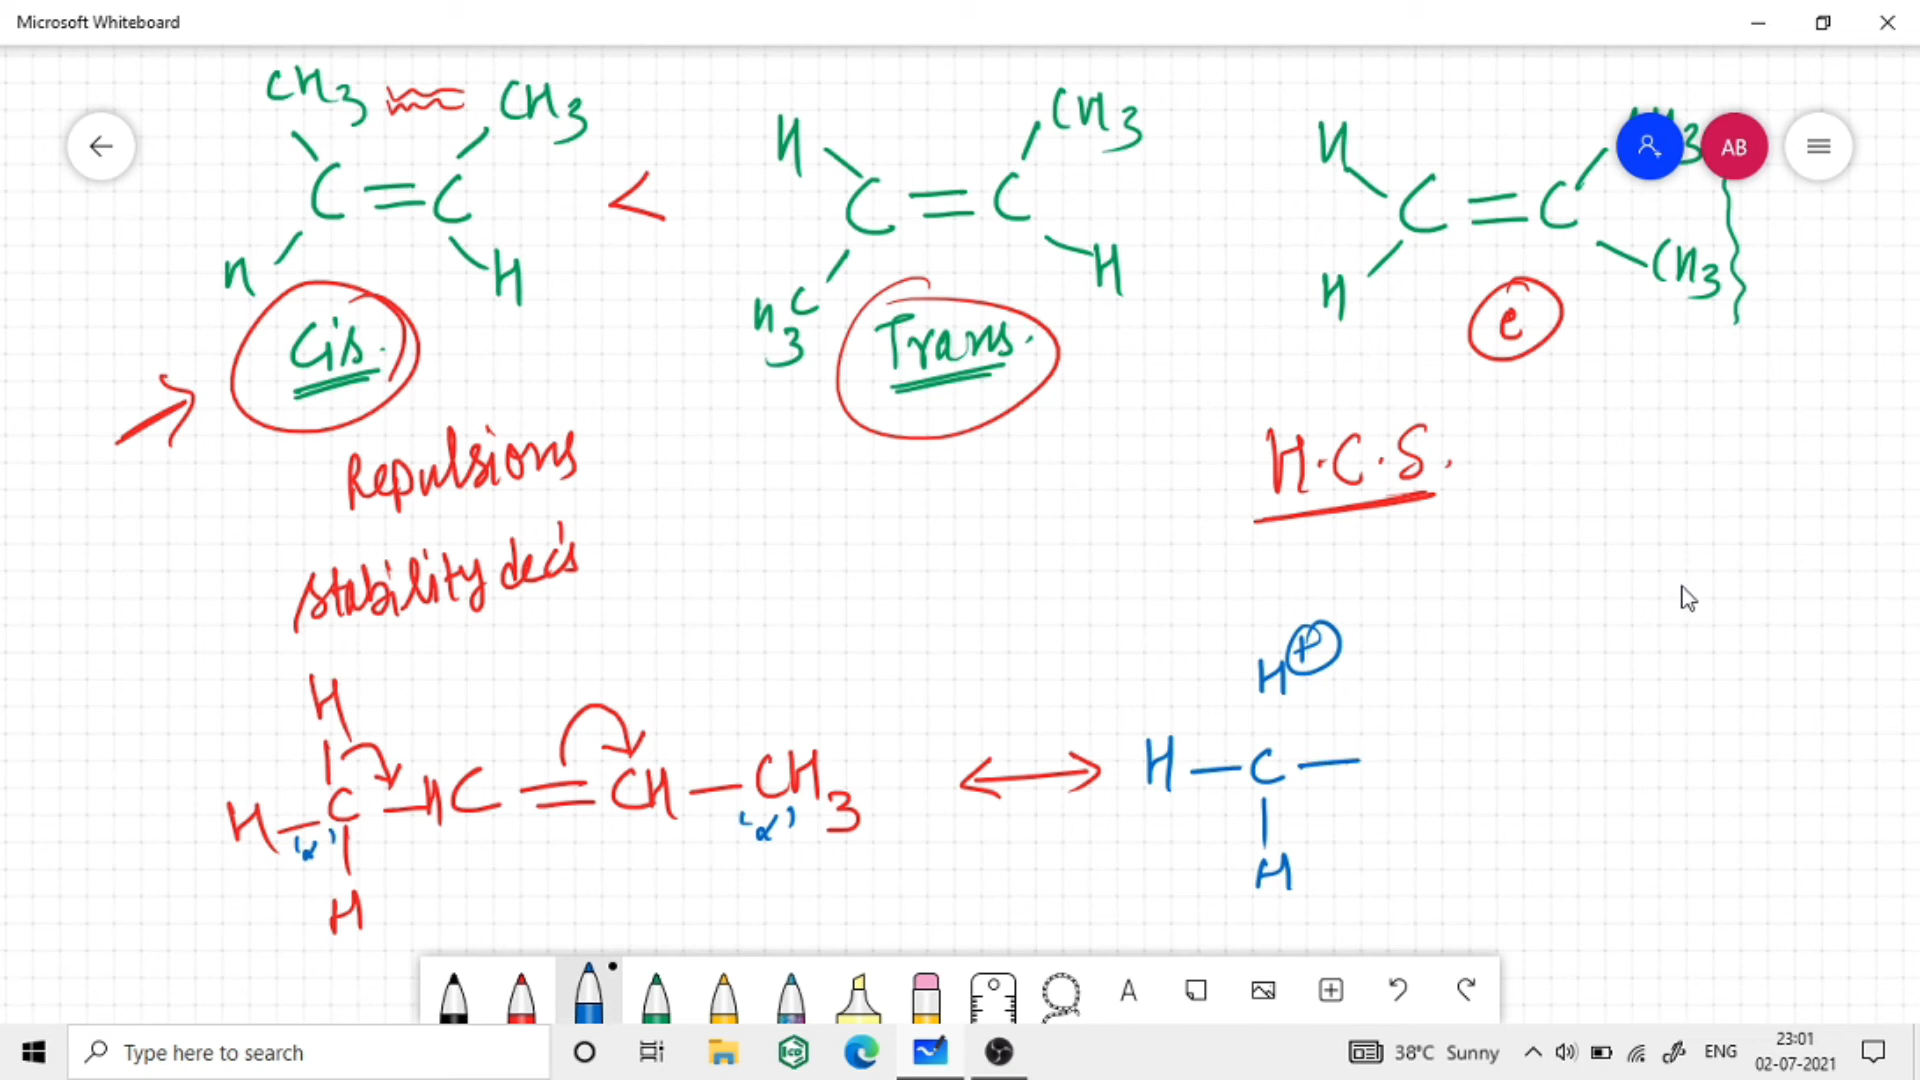 Microsoft Whiteboard
CH3 CH3
C=C
H H
<
H CH3
C=C
H3C H
H CH3
C=C
H CH3
AB
Cis.
Trans.
e
Repulsions
H.C.S.
stability dec's
H
H-C-HC=CH-CH3
'α' 'α'
H
H+
H-C-
H
A
Type here to search
38°C Sunny
ENG
23:01
02-07-2021